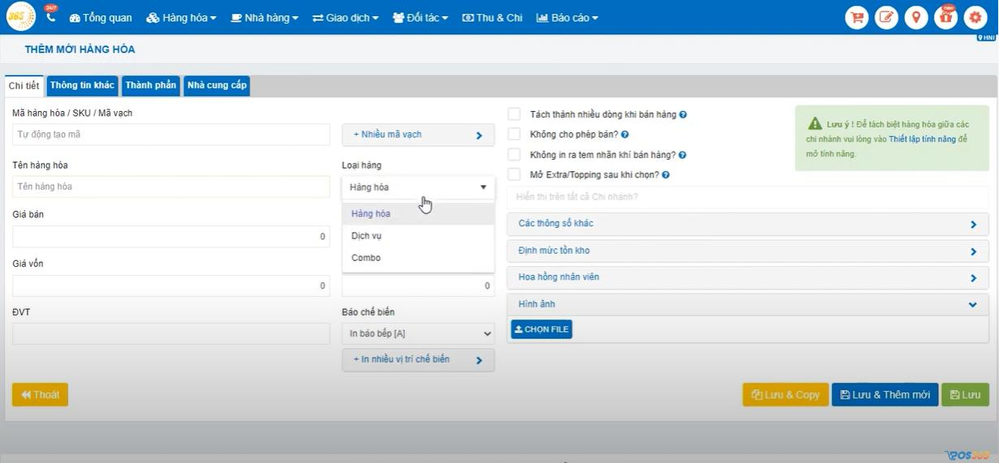 365
24/7
Tổng quan
Hàng hóa
Nhà hàng
Giao dịch
Đối tác
Thu & Chi
Báo cáo
new
HNI
THÊM MỚI HÀNG HÓA
Chi tiết
Thông tin khác
Thành phần
Nhà cung cấp
Mã hàng hóa / SKU / Mã vạch
Tự động tạo mã
+ Nhiều mã vạch
Tên hàng hóa
Tên hàng hóa
Loại hàng
Hàng hóa
Hàng hóa
Dịch vụ
Combo
Giá bán
0
Giá vốn
0
0
ĐVT
Báo chế biến
In báo bếp [A]
+ In nhiều vị trí chế biến
Tách thành nhiều dòng khi bán hàng
Không cho phép bán?
Không in ra tem nhãn khi bán hàng?
Mở Extra/Topping sau khi chọn?
Hiển thị trên tất cả Chi nhánh?
Các thông số khác
Định mức tồn kho
Hoa hồng nhân viên
Hình ảnh
CHỌN FILE
Lưu ý ! Để tách biệt hàng hóa giữa các
chi nhánh vui lòng vào Thiết lập tính năng để
mở tính năng.
Thoát
Lưu & Copy
Lưu & Thêm mới
Lưu
POS365